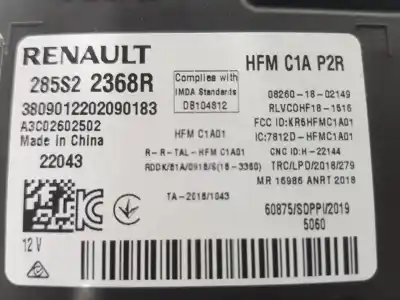 RENAULT
285S2 2368R
3809012202090183
A3C02602502
Made in China
22043
12 V
Complies with
IMDA Standards
DB104812
HFM C1A01
R-R-TAL-HFM C1A01
RDDK/61A/0918/S(18-3360)
TA-2018/1043
HFM C1A P2R
08260-18-02149
RLVCOHF18-1516
FCC ID:KR5HFMC1A01
IC:7812D-HFMC1A01
CNC ID:H-22144
TRC/LPD/2018/279
MR 16986 ANRT 2018
60875/SDPPI/2019
5060